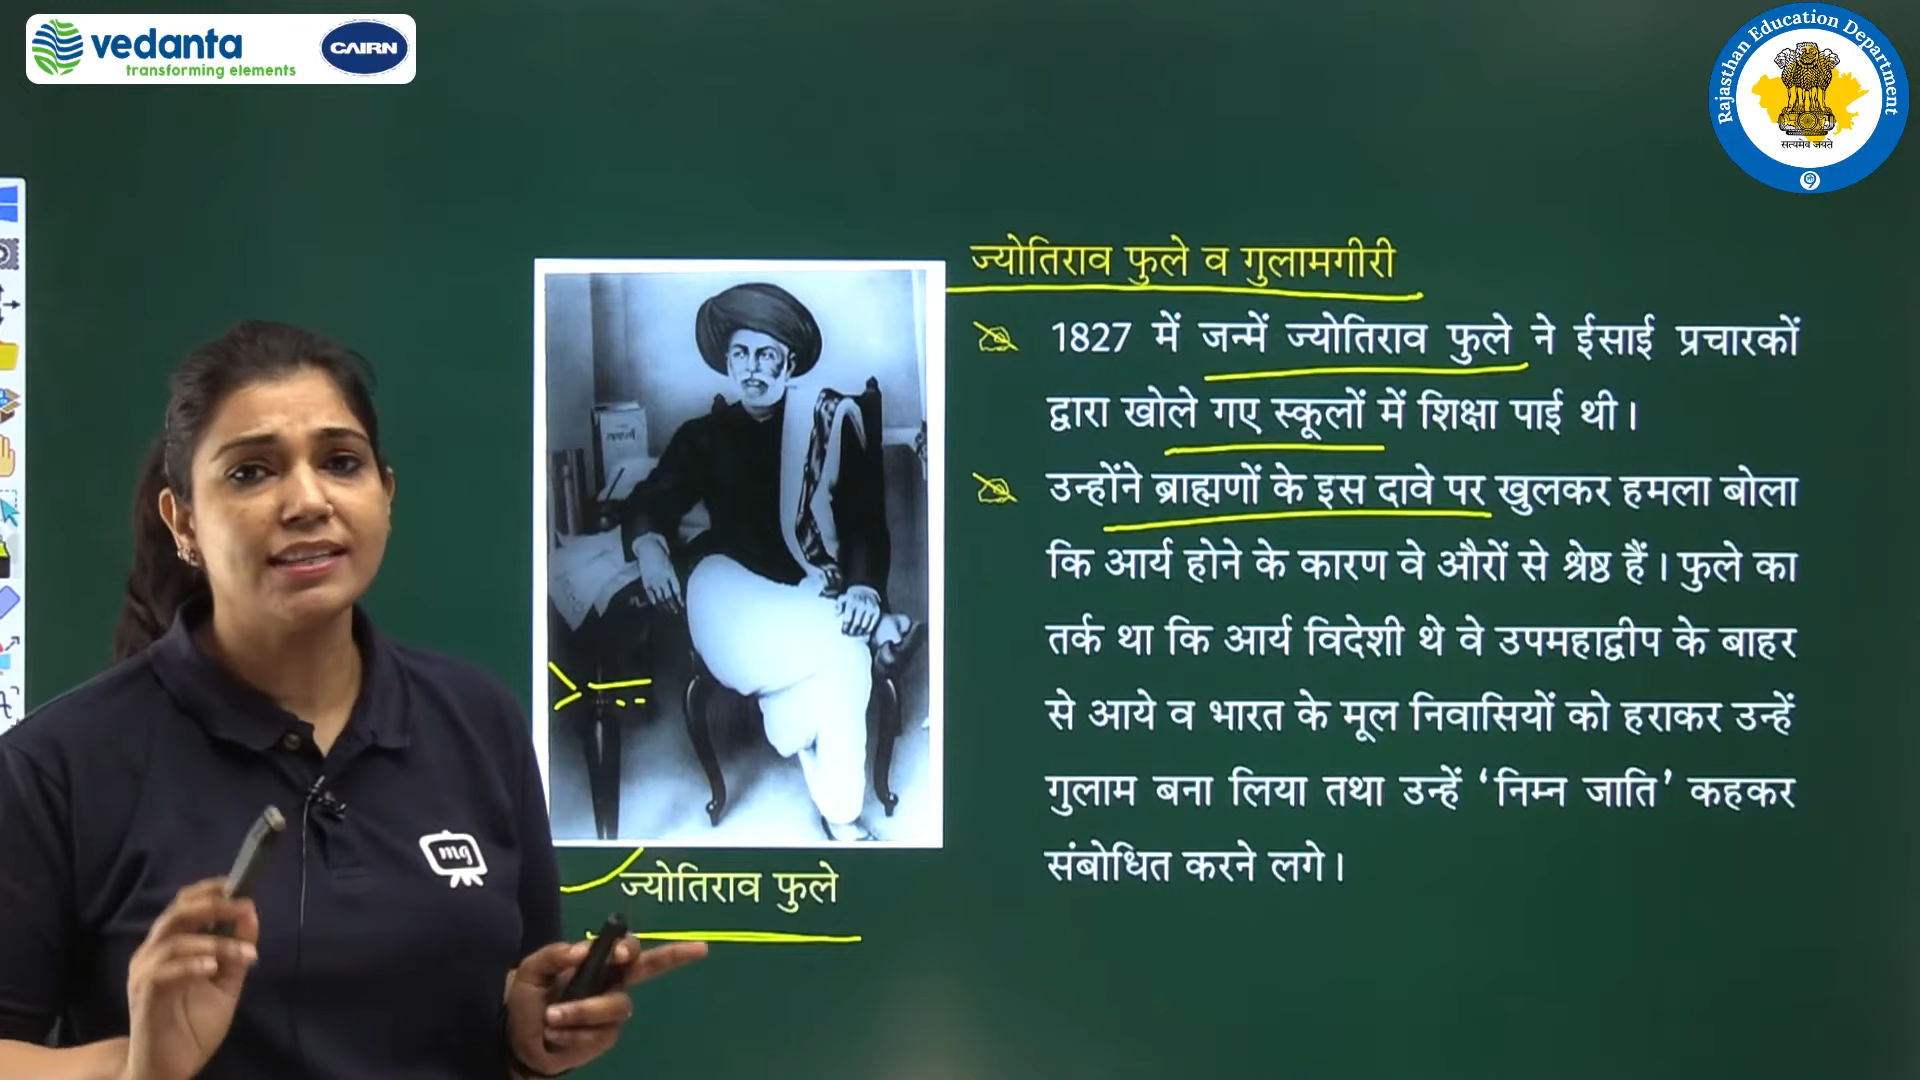 vedanta
transforming elements
CAIRN
Rajasthan Education Department
सत्यमेव जयते
ज्योतिराव फुले व गुलामगीरी
1827 में जन्में ज्योतिराव फुले ने ईसाई प्रचारकों
द्वारा खोले गए स्कूलों में शिक्षा पाई थी।
उन्होंने ब्राह्मणों के इस दावे पर खुलकर हमला बोला
कि आर्य होने के कारण वे औरों से श्रेष्ठ हैं। फुले का
तर्क था कि आर्य विदेशी थे वे उपमहाद्वीप के बाहर
से आये व भारत के मूल निवासियों को हराकर उन्हें
गुलाम बना लिया तथा उन्हें ‘निम्न जाति’ कहकर
संबोधित करने लगे।
ज्योतिराव फुले
mg